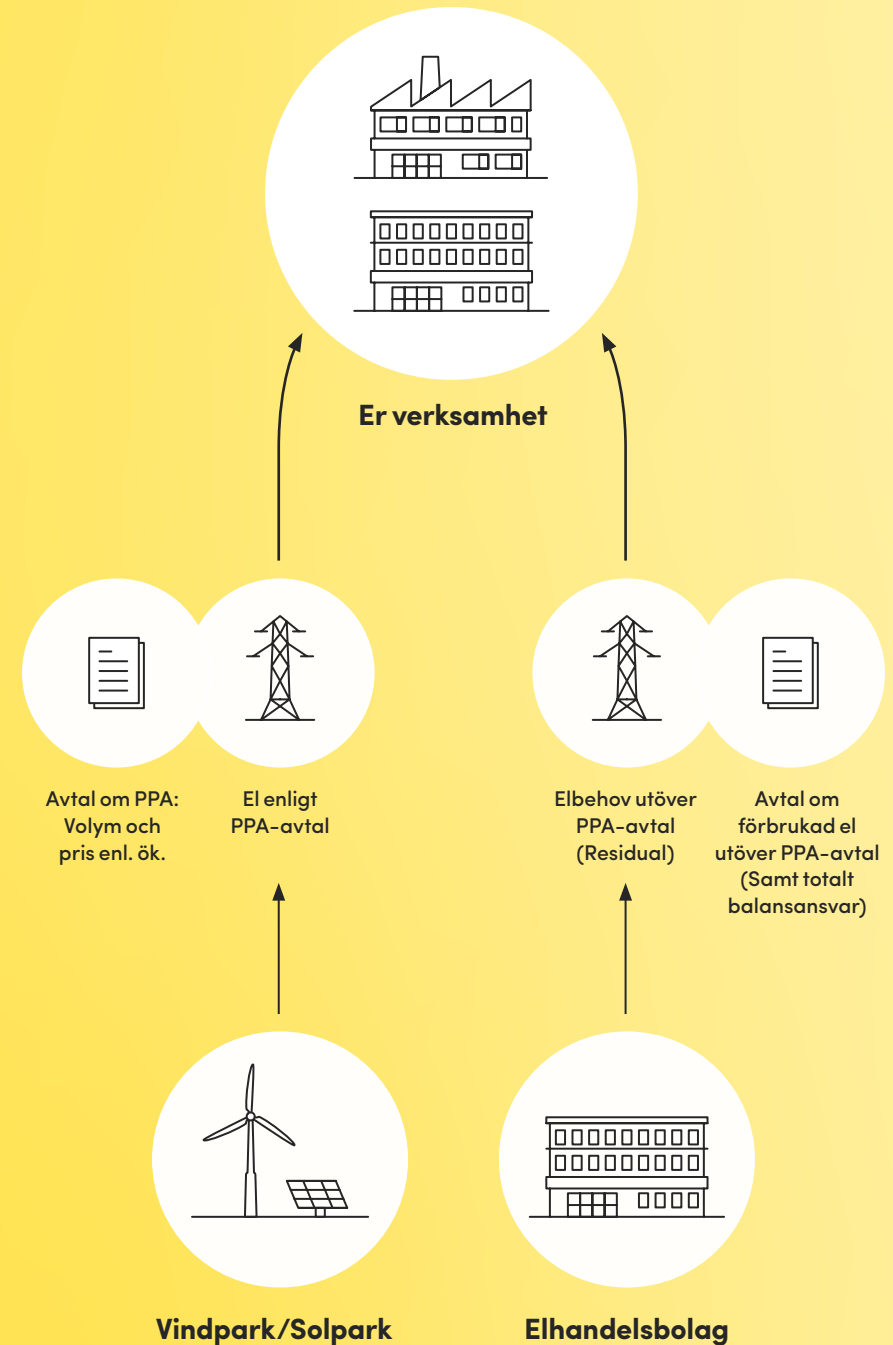 Er verksamhet
Avtal om PPA:
Volym och
pris enl. ök.
El enligt
PPA-avtal
Elbehov utöver
PPA-avtal
(Residual)
Avtal om
förbrukad el
utöver PPA-avtal
(Samt totalt
balansansvar)
Vindpark/Solpark
Elhandelsbolag